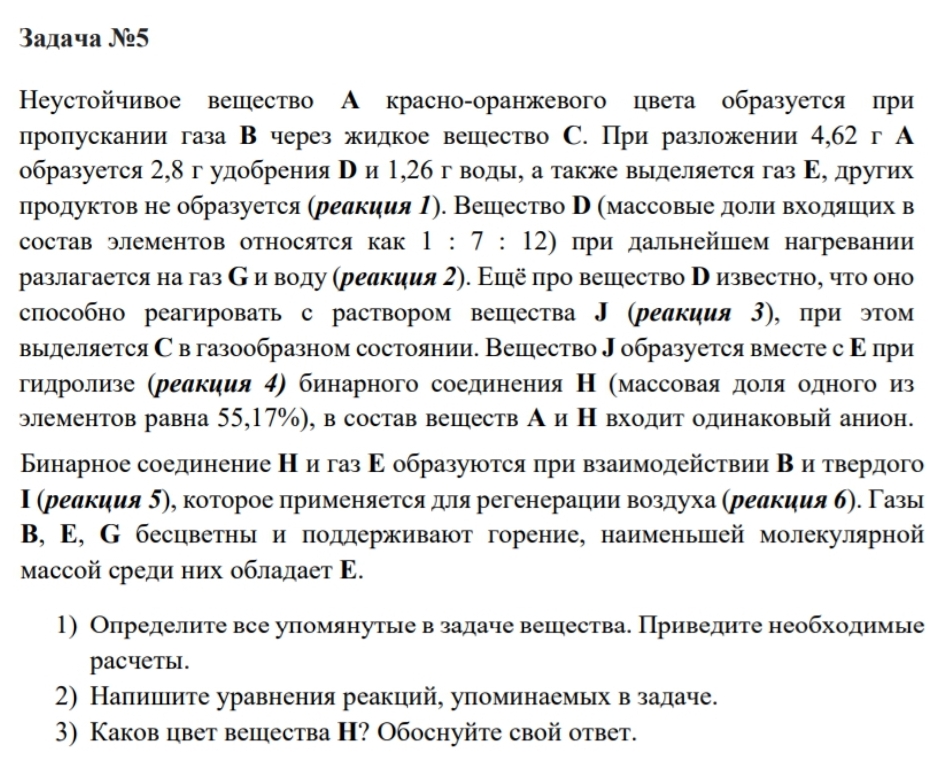 Задача №5
Неустойчивое вещество А красно-оранжевого цвета образуется при
пропускании газа В через жидкое вещество С. При разложении 4,62 г А
образуется 2,8 г удобрения D и 1,26 г воды, а также выделяется газ Е, других
продуктов не образуется (реакция 1). Вещество D (массовые доли входящих в
состав элементов относятся как 1 : 7 : 12) при дальнейшем нагревании
разлагается на газ G и воду (реакция 2). Ещё про вещество D известно, что оно
способно реагировать с раствором вещества J (реакция 3), при этом
выделяется С в газообразном состоянии. Вещество J образуется вместе с Е при
гидролизе (реакция 4) бинарного соединения Н (массовая доля одного из
элементов равна 55,17%), в состав веществ А и Н входит одинаковый анион.
Бинарное соединение Н и газ Е образуются при взаимодействии В и твердого
I (реакция 5), которое применяется для регенерации воздуха (реакция 6). Газы
В, Е, G бесцветны и поддерживают горение, наименьшей молекулярной
массой среди них обладает Е.
1) Определите все упомянутые в задаче вещества. Приведите необходимые
расчеты.
2) Напишите уравнения реакций, упоминаемых в задаче.
3) Каков цвет вещества Н? Обоснуйте свой ответ.